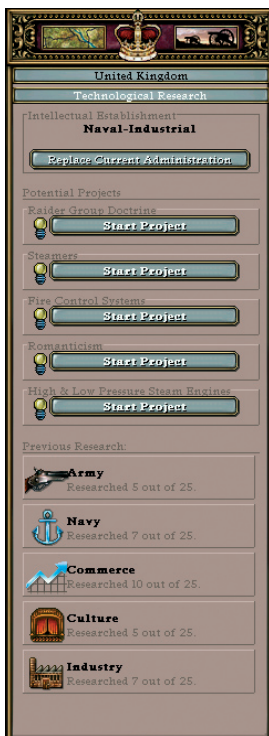 United Kingdom
Technological Research
Intellectual Establishment
Naval-Industrial
Replace Current Administration
Potential Projects
Raider Group Doctrine
Start Project
Steamers
Start Project
Fire Control Systems
Start Project
Romanticism
Start Project
High & Low Pressure Steam Engines
Start Project
Previous Research:
Army
Researched 5 out of 25.
Navy
Researched 7 out of 25.
Commerce
Researched 10 out of 25.
Culture
Researched 5 out of 25.
Industry
Researched 7 out of 25.